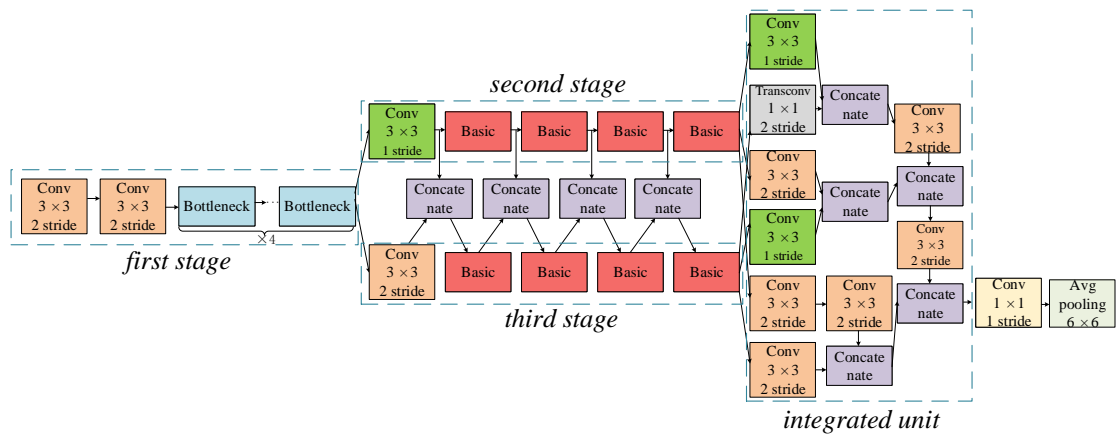 Conv
3 × 3
2 stride
Conv
3 × 3
2 stride
Bottleneck
...
Bottleneck
×4
first stage
second stage
Conv
3 × 3
1 stride
Basic
Basic
Basic
Basic
Concate
nate
Concate
nate
Concate
nate
Concate
nate
Conv
3 × 3
2 stride
Basic
Basic
Basic
Basic
third stage
Conv
3 × 3
1 stride
Transconv
1 × 1
2 stride
Concate
nate
Conv
3 × 3
2 stride
Conv
3 × 3
2 stride
Conv
3 × 3
1 stride
Concate
nate
Concate
nate
Conv
3 × 3
2 stride
Conv
3 × 3
2 stride
Conv
3 × 3
2 stride
Concate
nate
Conv
3 × 3
2 stride
Concate
nate
integrated unit
Conv
1 × 1
1 stride
Avg
pooling
6 × 6